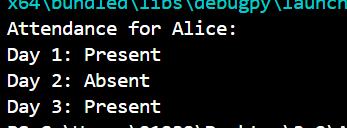 x64\bundled\libs\debugpy\launch
Attendance for Alice:
Day 1: Present
Day 2: Absent
Day 3: Present